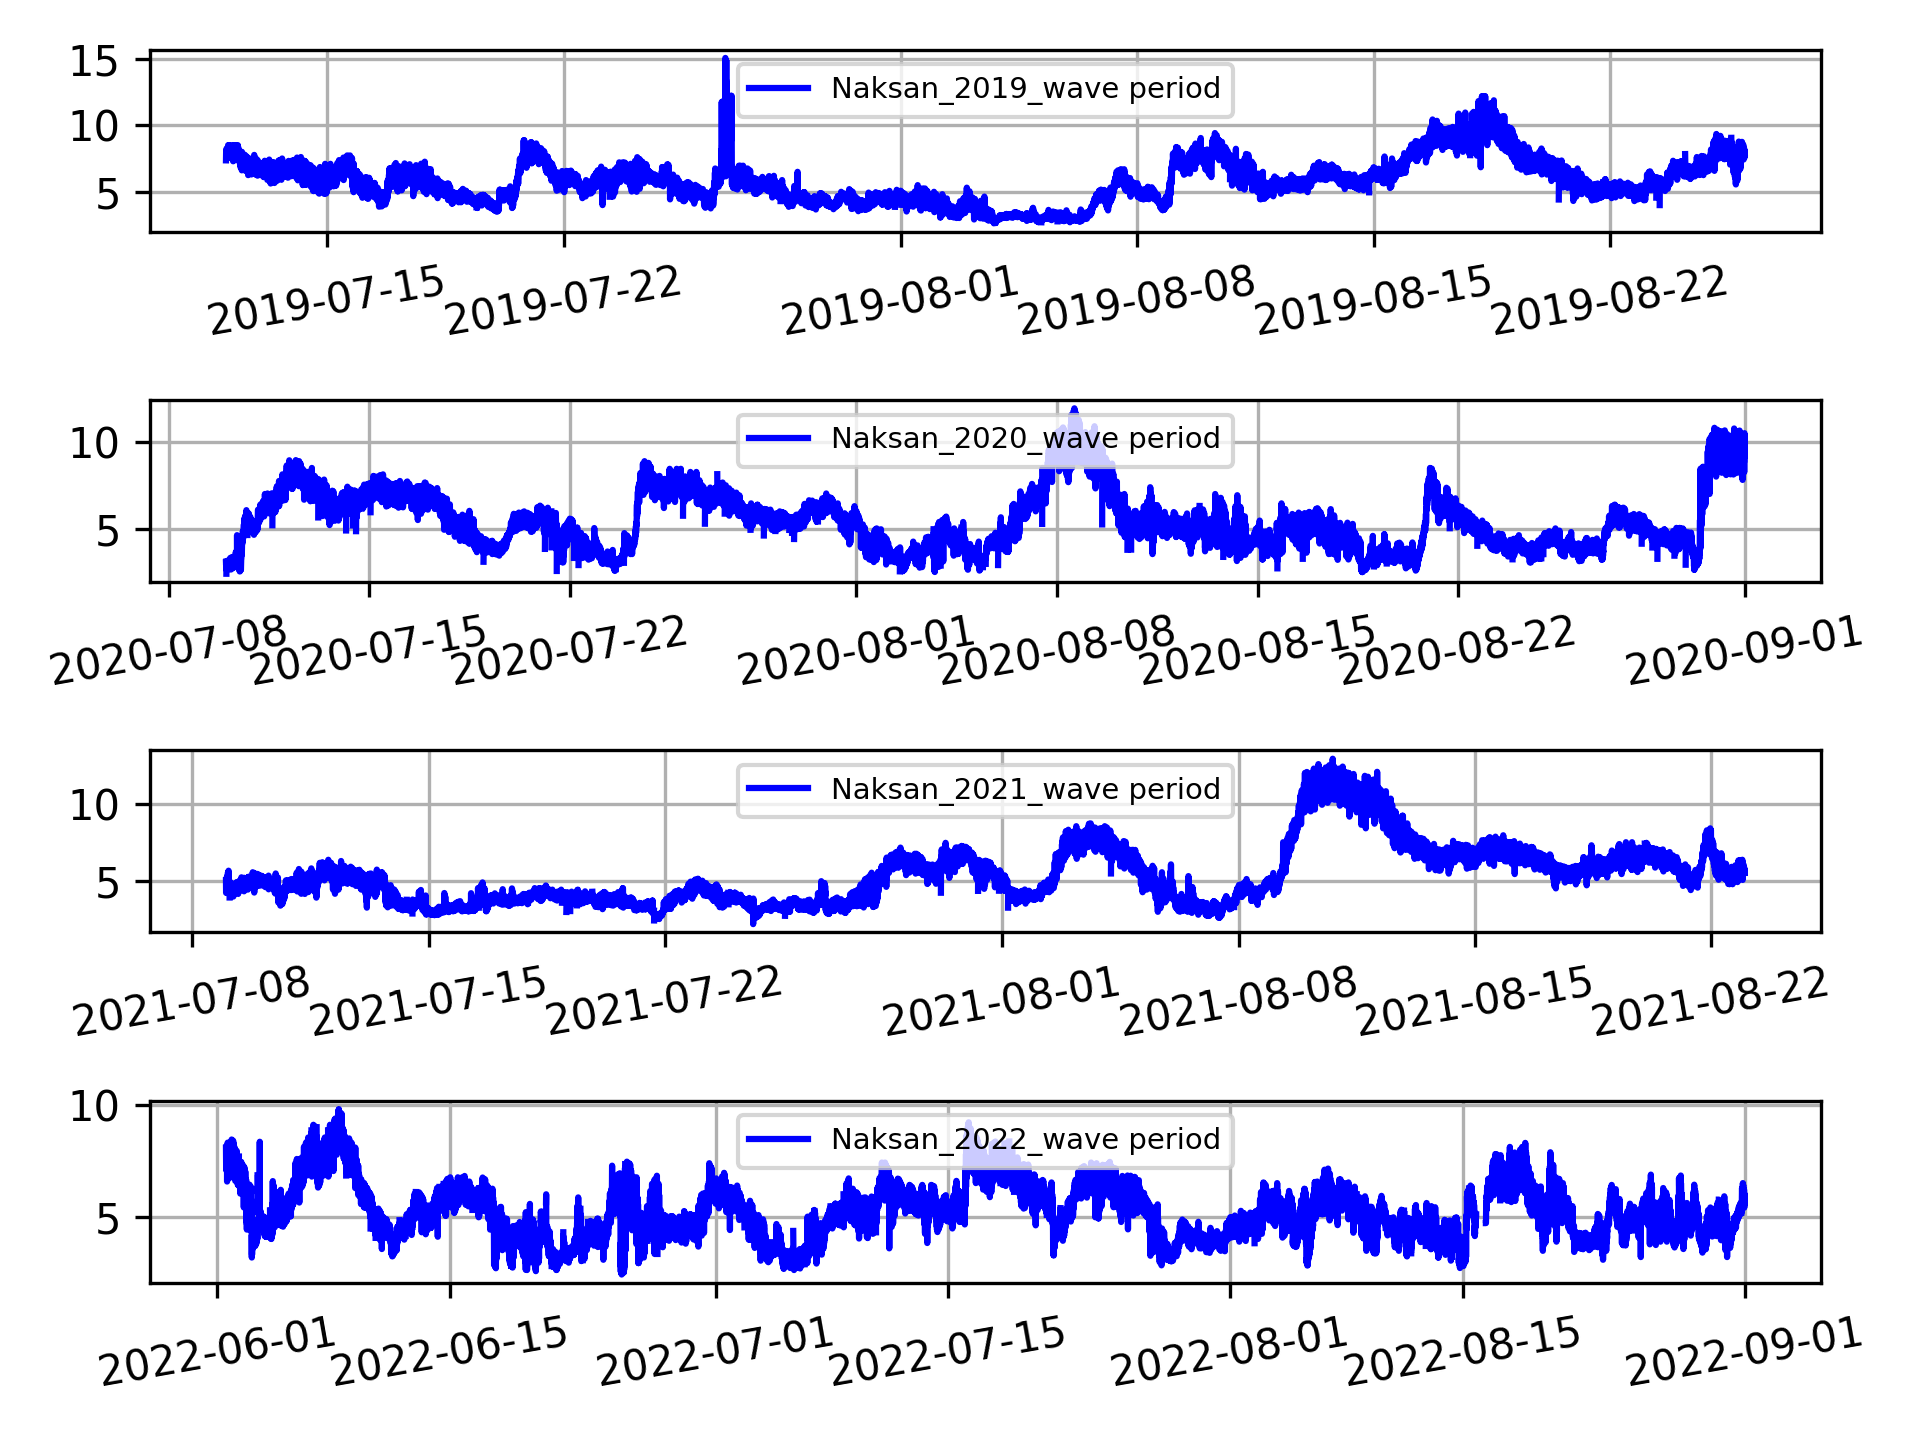 15
Naksan_2019_wave period
10
5
2019-07-15 2019-07-22 2019-08-01 2019-08-08 2019-08-15 2019-08-22
Naksan_2020_wave period
10
5
2020-07-08 2020-07-15 2020-07-22 2020-08-01 2020-08-08 2020-08-15 2020-08-22 2020-09-01
Naksan_2021_wave period
10
5
2021-07-08 2021-07-15 2021-07-22 2021-08-01 2021-08-08 2021-08-15 2021-08-22
10
Naksan_2022_wave period
5
2022-06-01 2022-06-15 2022-07-01 2022-07-15 2022-08-01 2022-08-15 2022-09-01